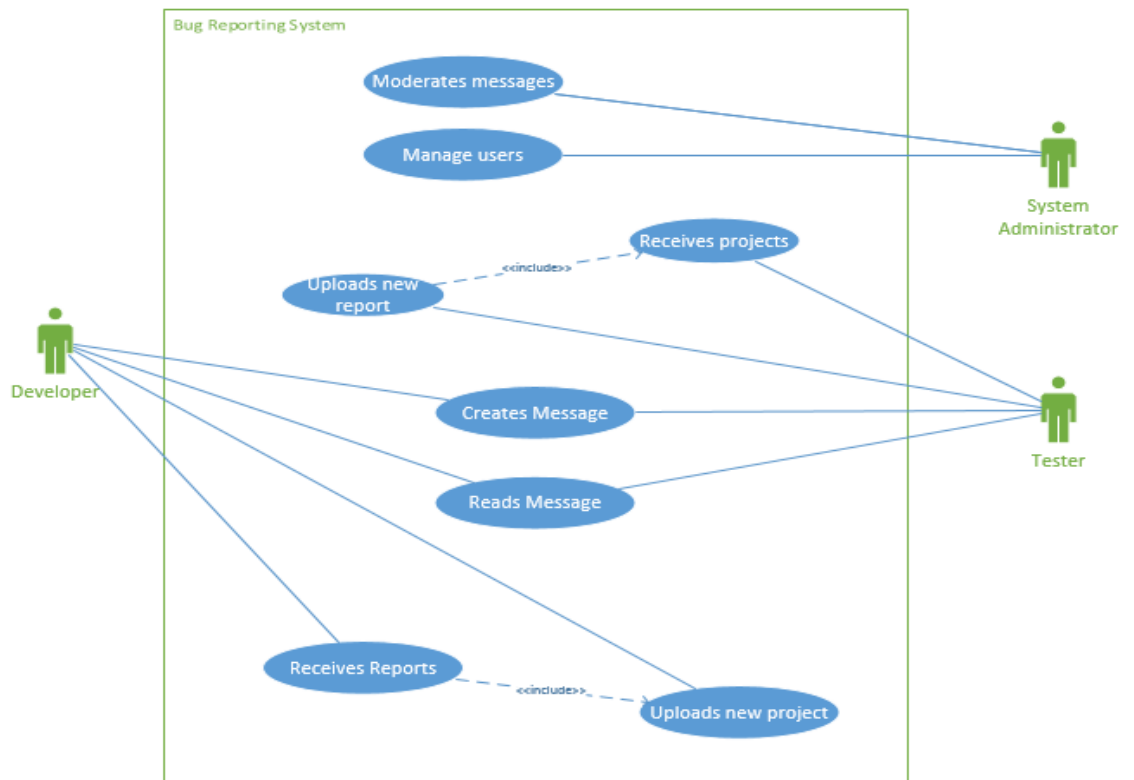 Bug Reporting System
Moderates messages
Manage users
System
Administrator
Receives projects
<<include>>
Uploads new
report
Developer
Creates Message
Tester
Reads Message
Receives Reports
<<include>>
Uploads new project